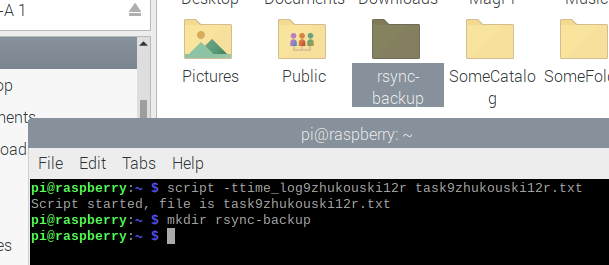 -A 1
Desktop
Documents
Downloads
MagPi
Music
Pictures
Public
rsync-
backup
SomeCatalo
g
SomeFol
op
ments
oad
es
pi@raspberry: ~
File Edit Tabs Help
pi@raspberry:~ $ script -ttime_log9zhukouski12r task9zhukouski12r.txt
Script started, file is task9zhukouski12r.txt
pi@raspberry:~ $ mkdir rsync-backup
pi@raspberry:~ $